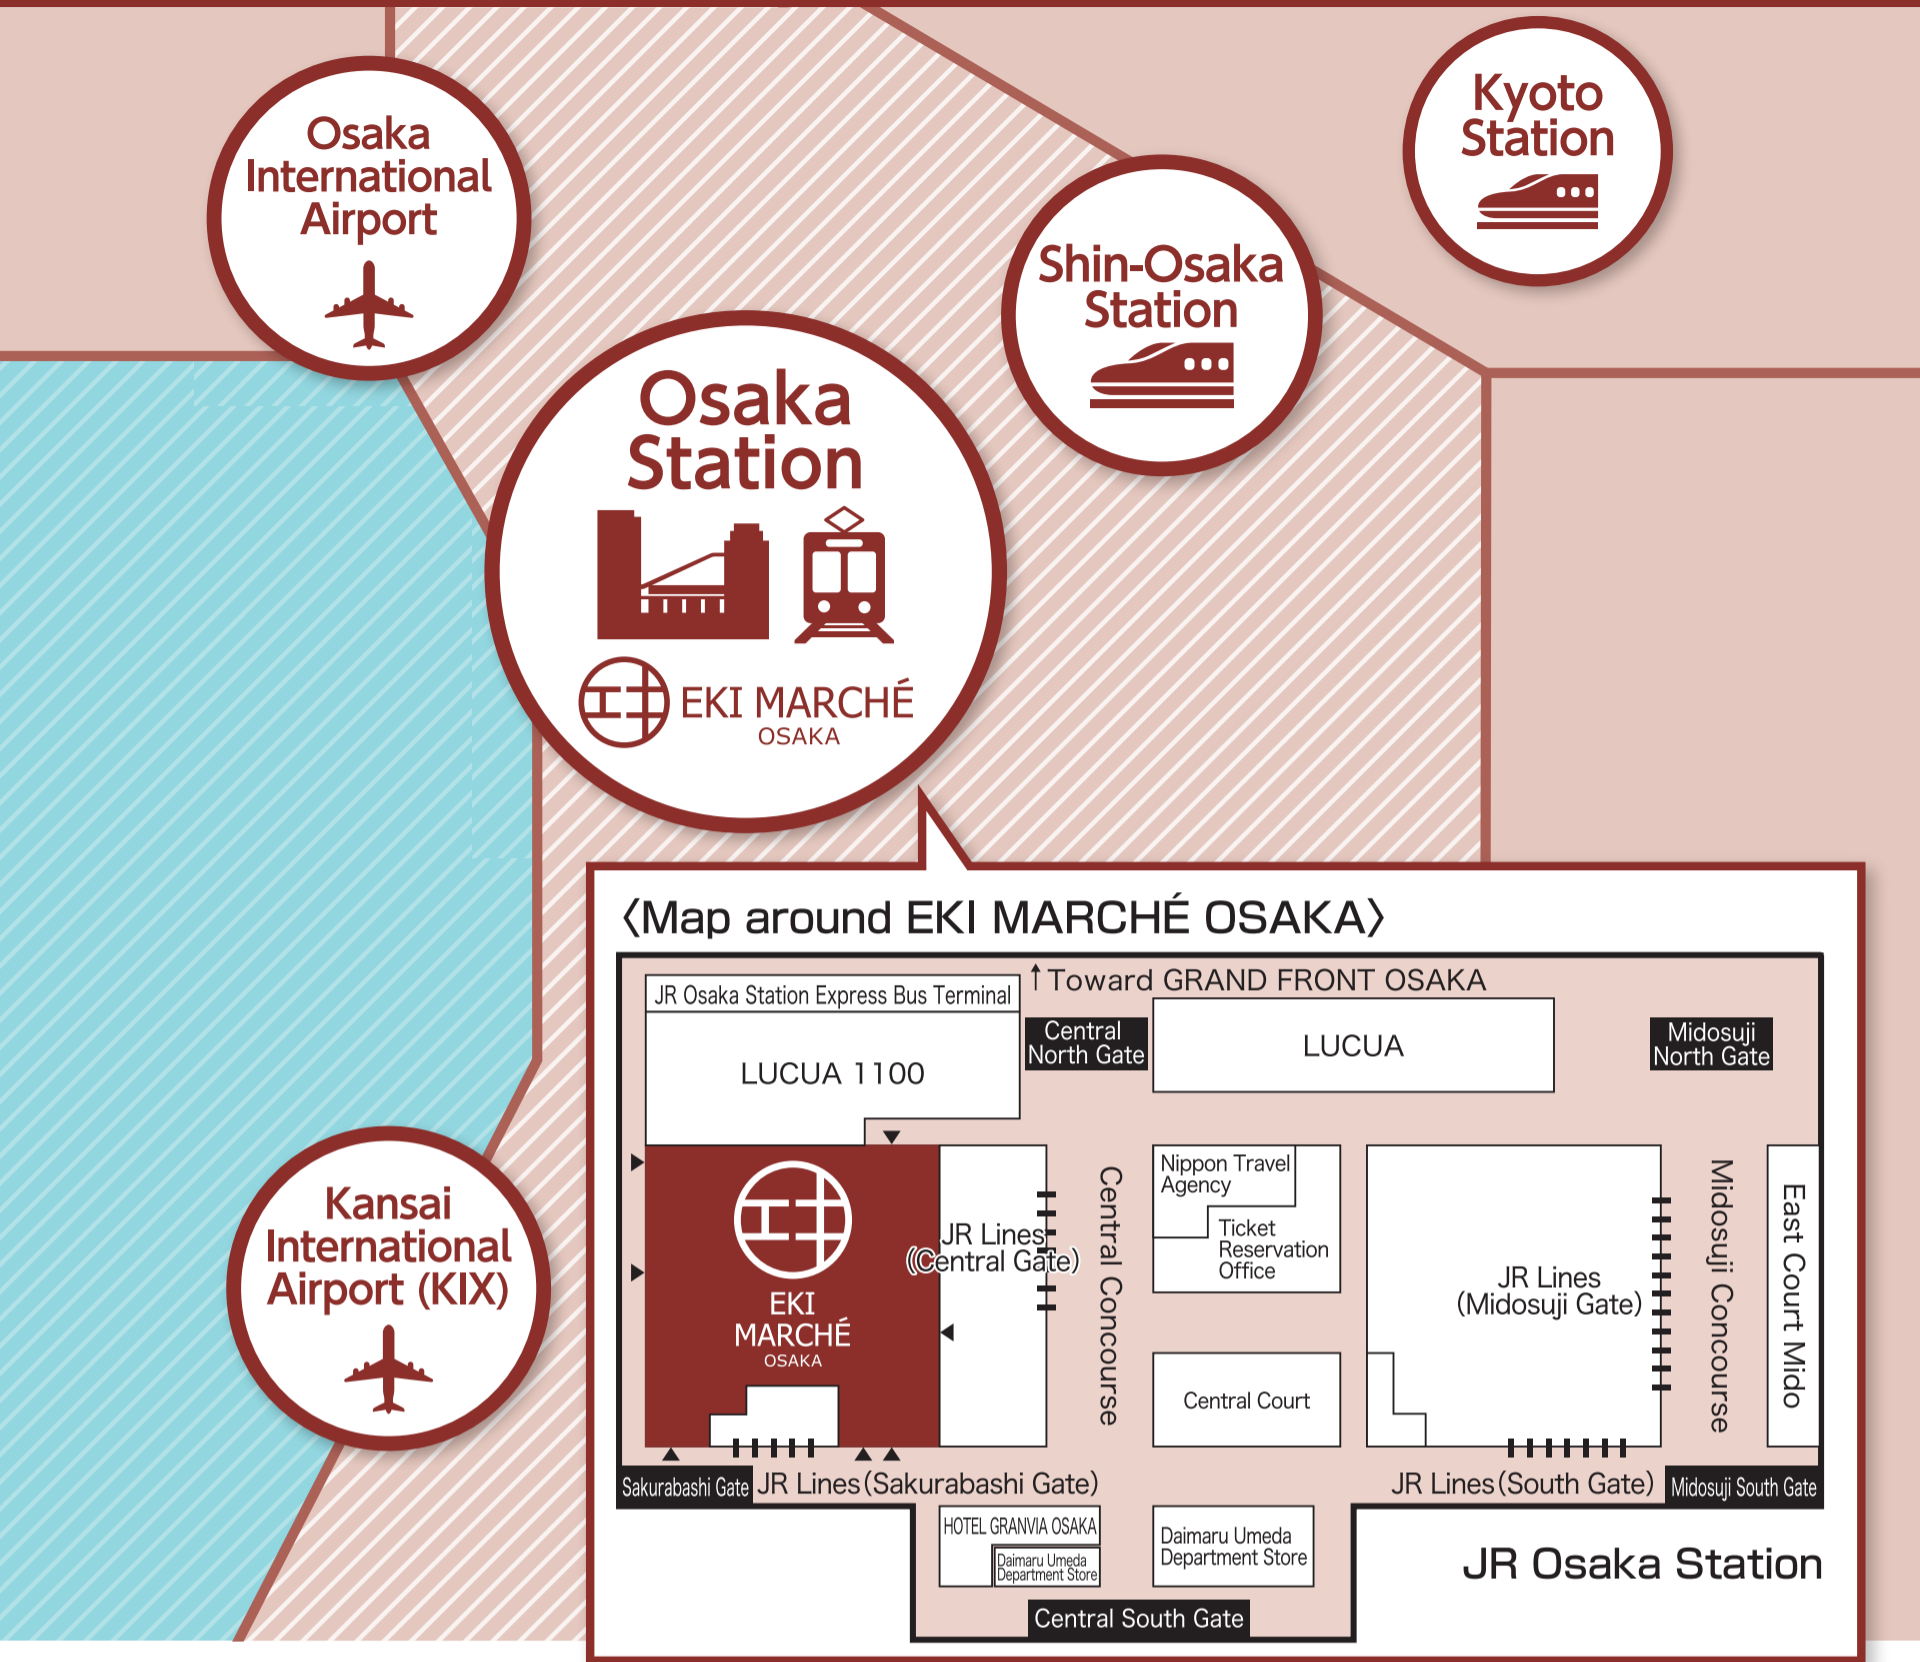 Osaka
International
Airport
Kyoto
Station
Shin-Osaka
Station
Osaka
Station
EKI MARCHÉ
OSAKA
Kansai
International
Airport (KIX)
〈Map around EKI MARCHÉ OSAKA〉
↑Toward GRAND FRONT OSAKA
JR Osaka Station Express Bus Terminal
LUCUA 1100
Central
North Gate
LUCUA
Midosuji
North Gate
EKI
MARCHÉ
OSAKA
JR Lines
(Central Gate)
Central Concourse
Nippon Travel
Agency
Ticket
Reservation
Office
Central Court
JR Lines
(Midosuji Gate)
Midosuji Concourse
East Court Mido
Sakurabashi Gate
JR Lines(Sakurabashi Gate)
JR Lines(South Gate)
Midosuji South Gate
HOTEL GRANVIA OSAKA
Daimaru Umeda
Department Store
Daimaru Umeda
Department Store
JR Osaka Station
Central South Gate